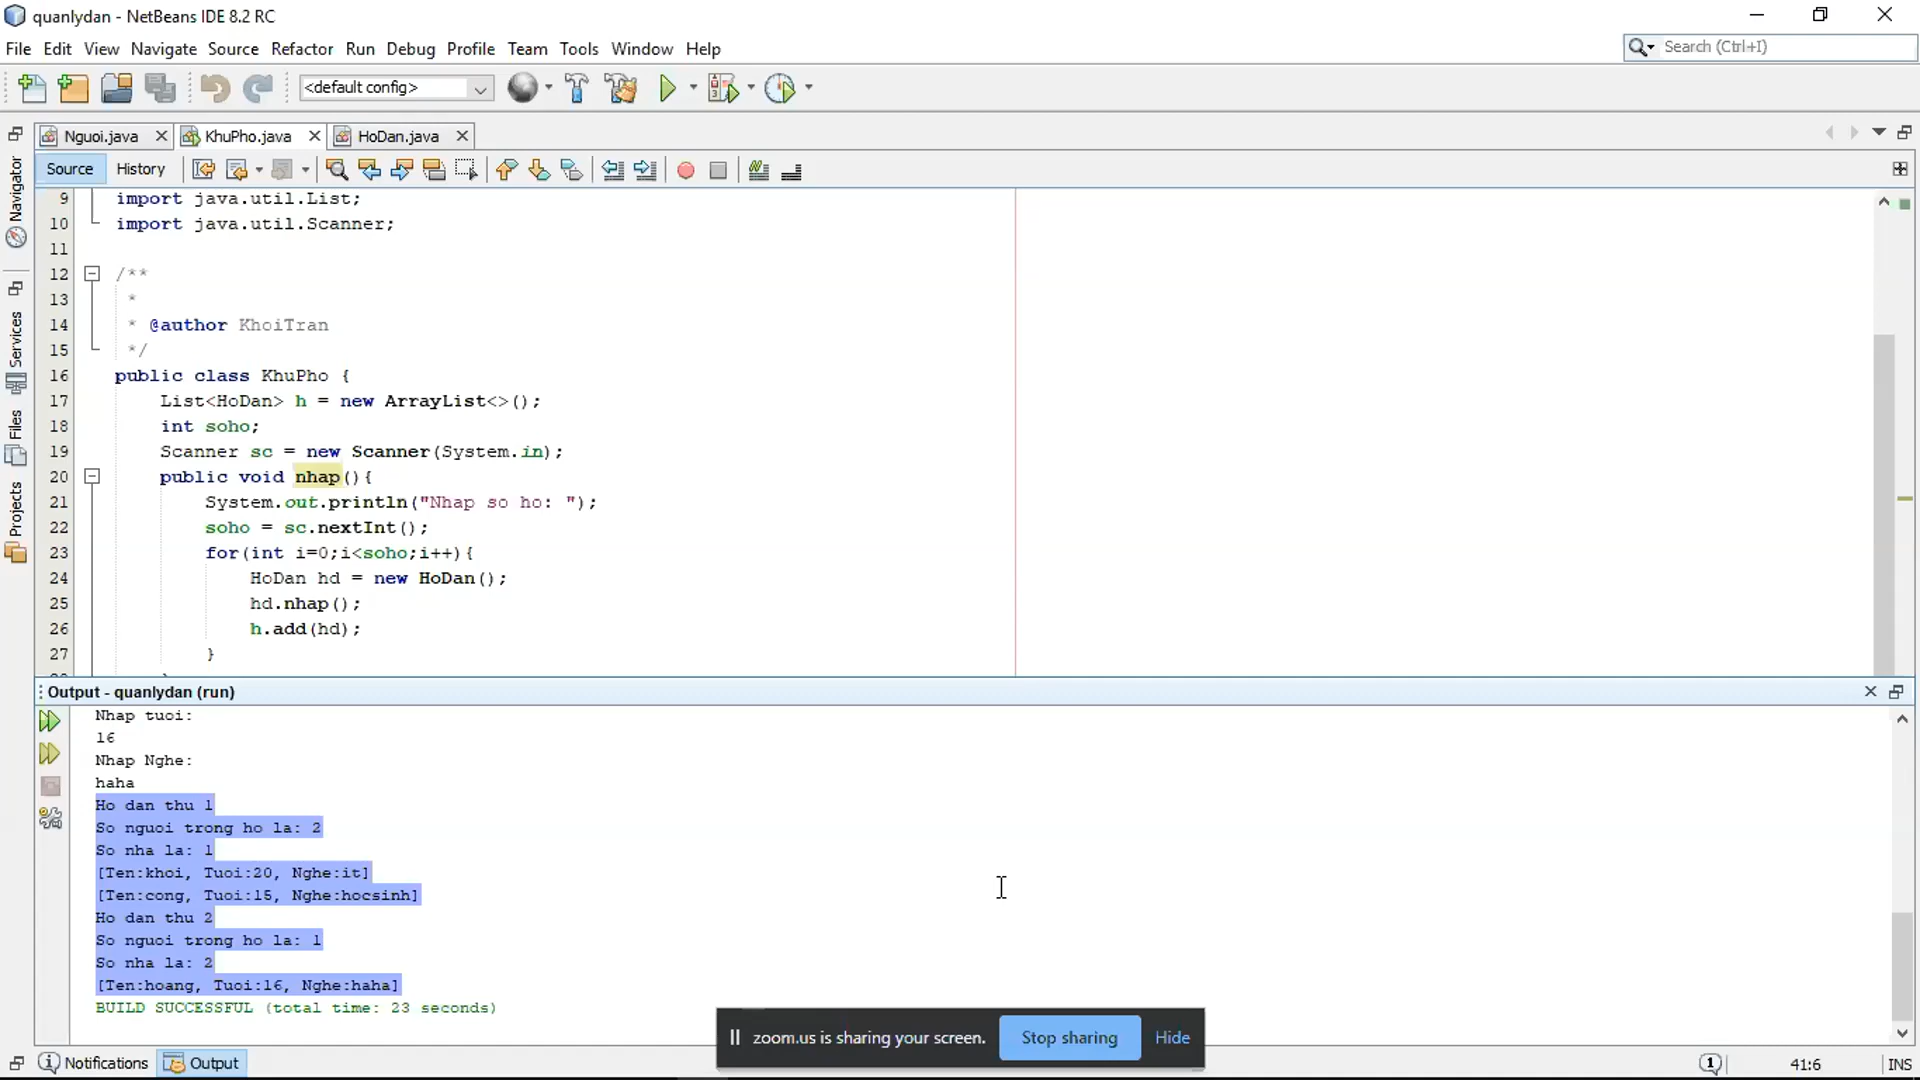 quanlydan - NetBeans IDE 8.2 RC
File Edit View Navigate Source Refactor Run Debug Profile Team Tools Window Help
Search (Ctrl+I)
<default config>
Nguoi.java
KhuPho.java
HoDan.java
Source History
Navigator
Services
Files
Projects
9 import java.util.List;
10 import java.util.Scanner;
11
12 /**
13 *
14 * @author KhoiTran
15 */
16 public class KhuPho {
17 List<HoDan> h = new ArrayList<>();
18 int soho;
19 Scanner sc = new Scanner(System.in);
20 public void nhap(){
21 System.out.println("Nhap so ho: ");
22 soho = sc.nextInt();
23 for(int i=0;i<soho;i++){
24 HoDan hd = new HoDan();
25 hd.nhap();
26 h.add(hd);
27 }
Output - quanlydan (run)
Nhap tuoi:
16
Nhap Nghe:
haha
Ho dan thu 1
So nguoi trong ho la: 2
So nha la: 1
[Ten:khoi, Tuoi:20, Nghe:it]
[Ten:cong, Tuoi:15, Nghe:hocsinh]
Ho dan thu 2
So nguoi trong ho la: 1
So nha la: 2
[Ten:hoang, Tuoi:16, Nghe:haha]
BUILD SUCCESSFUL (total time: 23 seconds)
zoom.us is sharing your screen. Stop sharing Hide
Notifications Output
1 41:6 INS